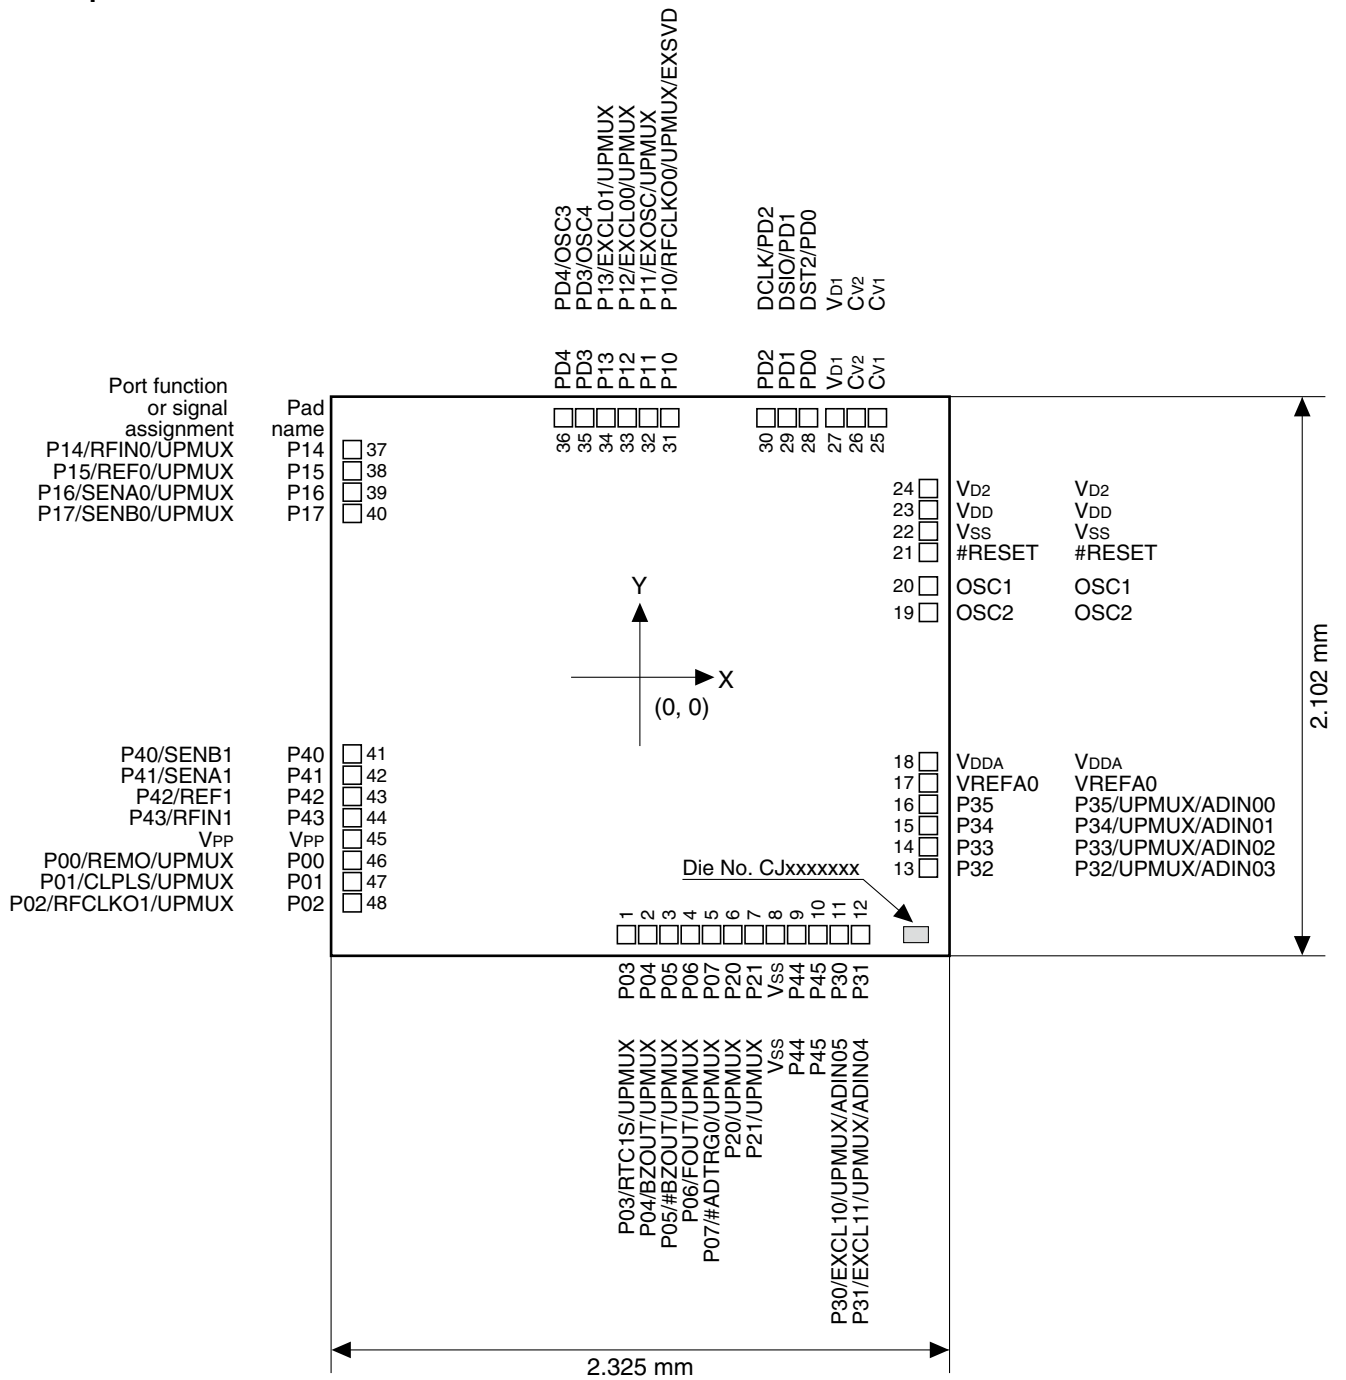 PD4/OSC3
PD3/OSC4
P13/EXCL01/UPMUX
P12/EXCL00/UPMUX
P11/EXOSC/UPMUX
P10/RFCLKO0/UPMUX/EXSVD
DCLK/PD2
DSIO/PD1
DST2/PD0
VD1
CV2
CV1
PD4
PD3
P13
P12
P11
P10
PD2
PD1
PD0
VD1
CV2
CV1
36
35
34
33
32
31
30
29
28
27
26
25
Port function
or signal
assignment
Pad
name
P14/RFIN0/UPMUX P14 37
P15/REF0/UPMUX P15 38
P16/SENA0/UPMUX P16 39
P17/SENB0/UPMUX P17 40
24 VD2 VD2
23 VDD VDD
22 VSS VSS
21 #RESET #RESET
20 OSC1 OSC1
19 OSC2 OSC2
Y
X
(0, 0)
2.102 mm
P40/SENB1 P40 41
P41/SENA1 P41 42
P42/REF1 P42 43
P43/RFIN1 P43 44
VPP VPP 45
P00/REMO/UPMUX P00 46
P01/CLPLS/UPMUX P01 47
P02/RFCLKO1/UPMUX P02 48
18 VDDA VDDA
17 VREFA0 VREFA0
16 P35 P35/UPMUX/ADIN00
15 P34 P34/UPMUX/ADIN01
14 P33 P33/UPMUX/ADIN02
13 P32 P32/UPMUX/ADIN03
Die No. CJxxxxxxx
1
2
3
4
5
6
7
8
9
10
11
12
P03
P04
P05
P06
P07
P20
P21
VSS
P44
P45
P30
P31
P03/RTC1S/UPMUX
P04/BZOUT/UPMUX
P05/#BZOUT/UPMUX
P06/FOUT/UPMUX
P07/#ADTRG0/UPMUX
P20/UPMUX
P21/UPMUX
VSS
P44
P45
P30/EXCL10/UPMUX/ADIN05
P31/EXCL11/UPMUX/ADIN04
2.325 mm